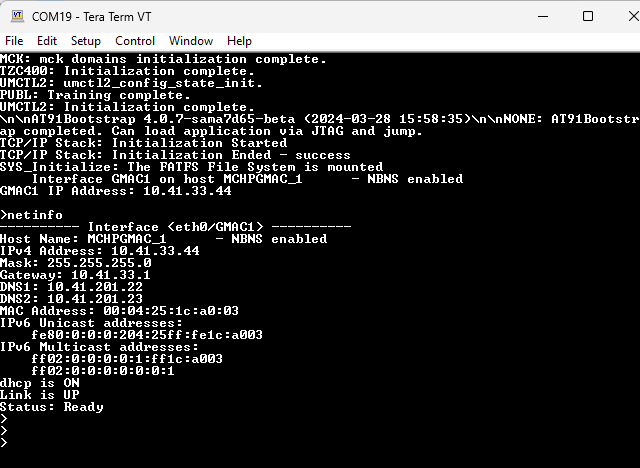 COM19 - Tera Term VT
File Edit Setup Control Window Help
MCK: mck domains initialization complete.
TZC400: Initialization complete.
UMCTL2: umctl2_config_state_init.
PUBL: Training complete.
UMCTL2: Initialization complete.
\n\nAT91Bootstrap 4.0.7-sama7d65-beta (2024-03-28 15:58:35)\n\nNONE: AT91Bootstr
ap completed. Can load application via JTAG and jump.
TCP/IP Stack: Initialization Started
TCP/IP Stack: Initialization Ended - success
SYS_Initialize: The FATFS File System is mounted
    Interface GMAC1 on host MCHPGMAC_1      - NBNS enabled
GMAC1 IP Address: 10.41.33.44
>netinfo
---------- Interface <eth0/GMAC1> ----------
Host Name: MCHPGMAC_1      - NBNS enabled
IPv4 Address: 10.41.33.44
Mask: 255.255.255.0
Gateway: 10.41.33.1
DNS1: 10.41.201.22
DNS2: 10.41.201.23
MAC Address: 00:04:25:1c:a0:03
IPv6 Unicast addresses:
    fe80:0:0:0:204:25ff:fe1c:a003
IPv6 Multicast addresses:
    ff02:0:0:0:0:1:ff1c:a003
    ff02:0:0:0:0:0:0:1
dhcp is ON
Link is UP
Status: Ready
>
>
>